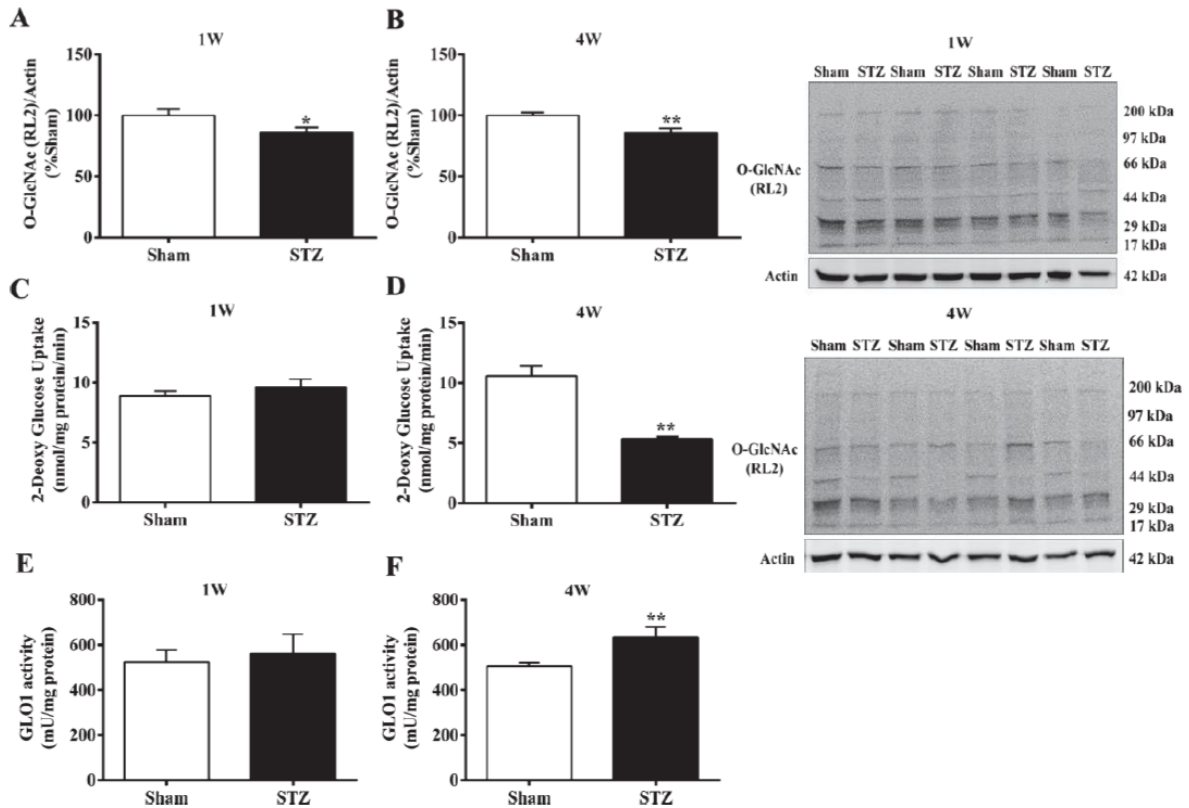 A
1W
O-GlcNAc (RL2)/Actin
(%Sham)
150
100
50
0
*
Sham STZ
B
4W
O-GlcNAc (RL2)/Actin
(%Sham)
150
100
50
0
**
Sham STZ
1W
Sham STZ Sham STZ Sham STZ Sham STZ
O-GlcNAc
(RL2)
200 kDa
97 kDa
66 kDa
44 kDa
29 kDa
17 kDa
Actin 42 kDa
C
1W
2-Deoxy Glucose Uptake
(nmol/mg protein/min)
15
10
5
0
Sham STZ
D
4W
2-Deoxy Glucose Uptake
(nmol/mg protein/min)
15
10
5
0
**
Sham STZ
4W
Sham STZ Sham STZ Sham STZ Sham STZ
O-GlcNAc
(RL2)
200 kDa
97 kDa
66 kDa
44 kDa
29 kDa
17 kDa
Actin 42 kDa
E
1W
GLO1 activity
(mU/mg protein)
800
600
400
200
0
Sham STZ
F
4W
GLO1 activity
(mU/mg protein)
800
600
400
200
0
**
Sham STZ